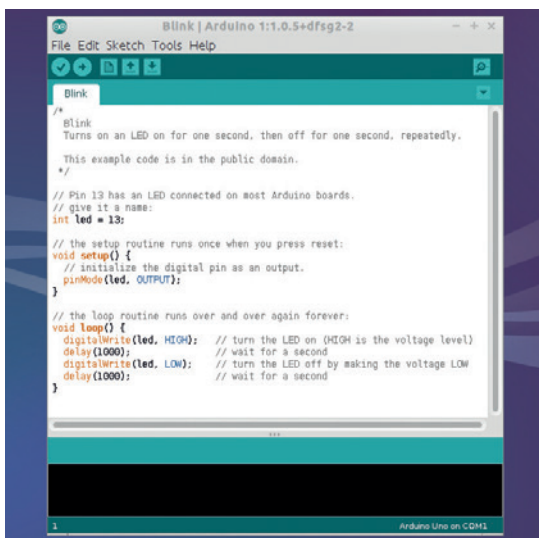 Blink | Arduino 1:1.0.5+dfsg2-2
File Edit Sketch Tools Help
Blink
/*
  Blink
  Turns on an LED on for one second, then off for one second, repeatedly.

  This example code is in the public domain.
 */

// Pin 13 has an LED connected on most Arduino boards.
// give it a name:
int led = 13;

// the setup routine runs once when you press reset:
void setup() {
  // initialize the digital pin as an output.
  pinMode(led, OUTPUT);
}

// the loop routine runs over and over again forever:
void loop() {
  digitalWrite(led, HIGH);   // turn the LED on (HIGH is the voltage level)
  delay(1000);               // wait for a second
  digitalWrite(led, LOW);    // turn the LED off by making the voltage LOW
  delay(1000);               // wait for a second
}
1 Arduino Uno on COM1